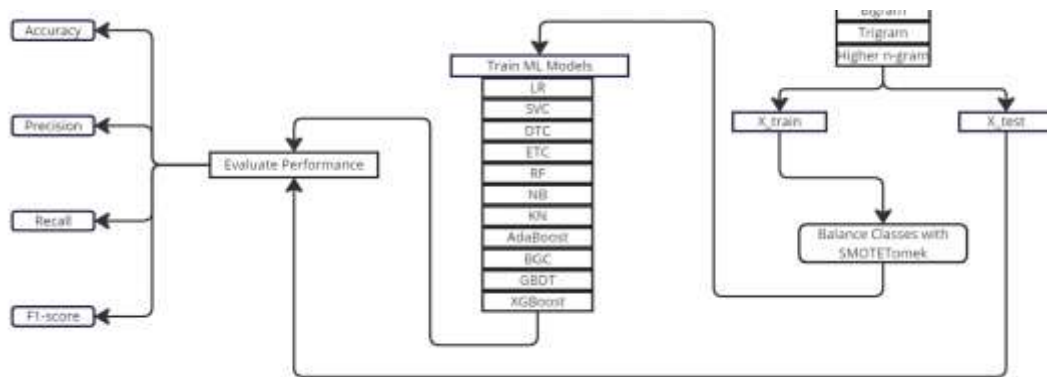 Accuracy
Precision
Recall
F1-score
Evaluate Performance
Train ML Models
LR
SVC
DTC
ETC
RF
NB
KN
AdaBoost
BGC
GBDT
XGBoost
Bigram
Trigram
Higher n-gram
X_train
X_test
Balance Classes with
SMOTETomek